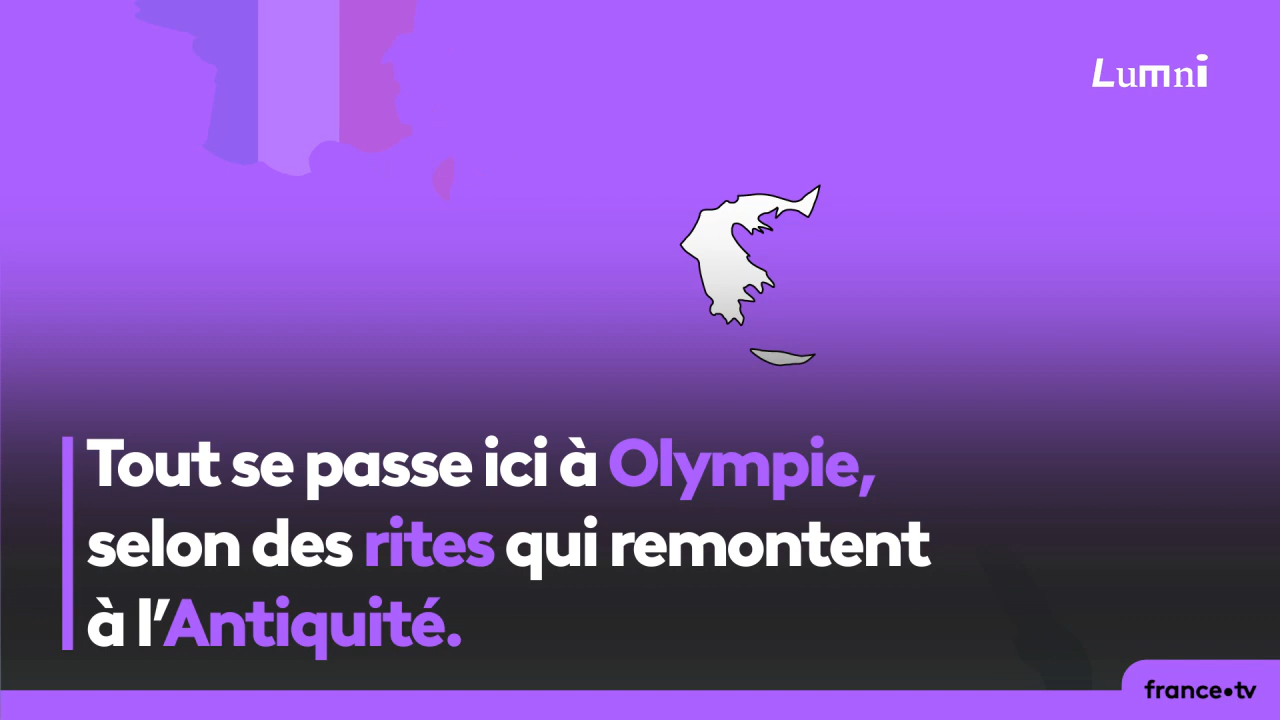 Lumni
Tout se passe ici à Olympie,
selon des rites qui remontent
à l’Antiquité.
france•tv